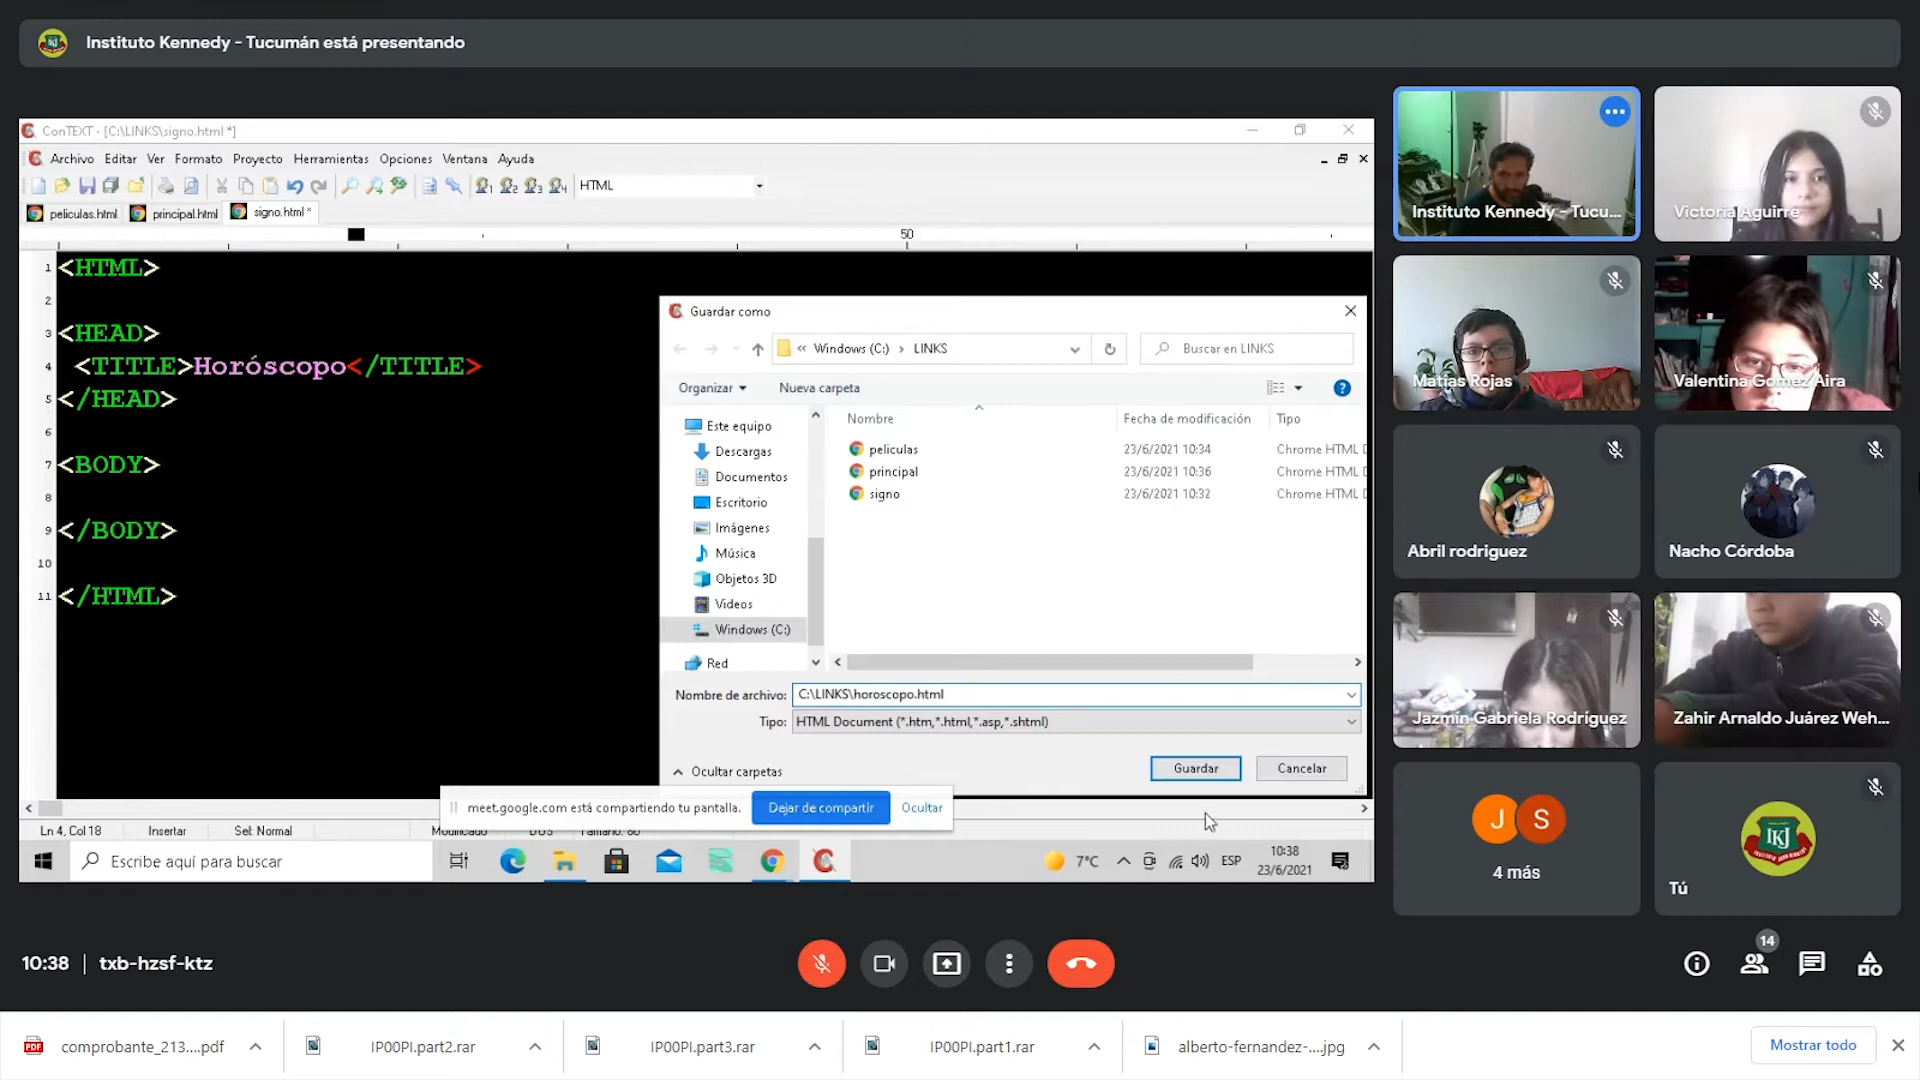 Instituto Kennedy - Tucumán está presentando
ConTEXT - [C:\LINKS\signo.html *]
Archivo Editar Ver Formato Proyecto Herramientas Opciones Ventana Ayuda
HTML
peliculas.html principal.html signo.html *
50
1 <HTML>
2
3 <HEAD>
4 <TITLE>Horóscopo</TITLE>
5 </HEAD>
6
7 <BODY>
8
9 </BODY>
10
11 </HTML>
Guardar como
« Windows (C:) › LINKS
Buscar en LINKS
Organizar Nueva carpeta
Este equipo
Descargas
Documentos
Escritorio
Imágenes
Música
Objetos 3D
Videos
Windows (C:)
Red
Nombre Fecha de modificación Tipo
peliculas 23/6/2021 10:34 Chrome HTML D
principal 23/6/2021 10:36 Chrome HTML D
signo 23/6/2021 10:32 Chrome HTML D
Nombre de archivo: C:\LINKS\horoscopo.html
Tipo: HTML Document (*.htm,*.html,*.asp,*.shtml)
Ocultar carpetas
Guardar Cancelar
meet.google.com está compartiendo tu pantalla. Dejar de compartir Ocultar
Ln 4, Col 18 Insertar Sel: Normal Modificado DOS Tamaño: 80
Escribe aquí para buscar
7°C ESP
10:38
23/6/2021
Instituto Kennedy - Tucu...
Victoria Aguirre
Matías Rojas
Valentina Gomez Aira
Abril rodriguez
Nacho Córdoba
Jazmin Gabriela Rodríguez
Zahir Arnaldo Juárez Weh...
J S
4 más
IKJ
Tú
10:38 | txb-hzsf-ktz
14
PDF comprobante_213....pdf
IP00PI.part2.rar
IP00PI.part3.rar
IP00PI.part1.rar
alberto-fernandez-....jpg
Mostrar todo